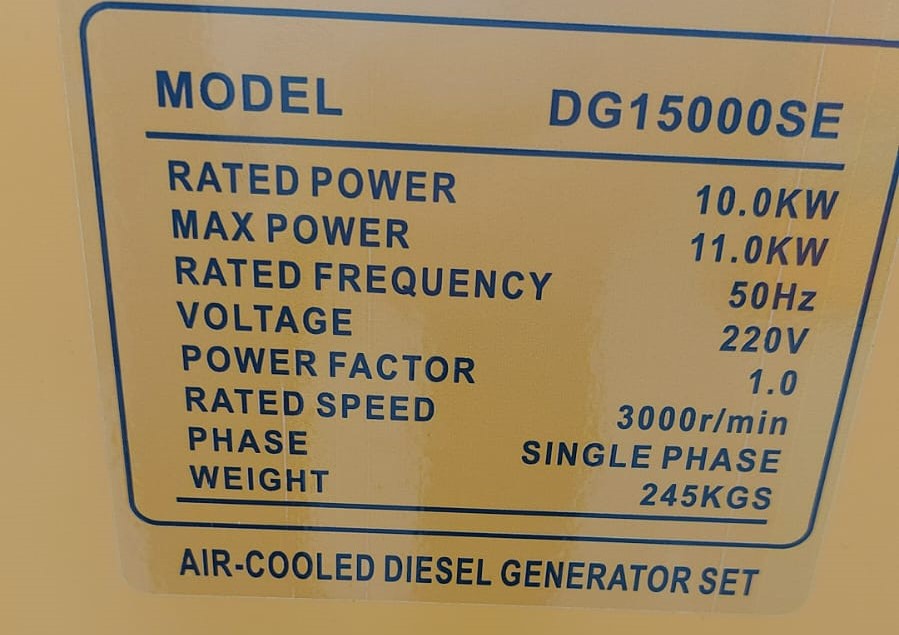 MODEL DG15000SE
RATED POWER 10.0KW
MAX POWER 11.0KW
RATED FREQUENCY 50Hz
VOLTAGE 220V
POWER FACTOR 1.0
RATED SPEED 3000r/min
PHASE SINGLE PHASE
WEIGHT 245KGS
AIR-COOLED DIESEL GENERATOR SET